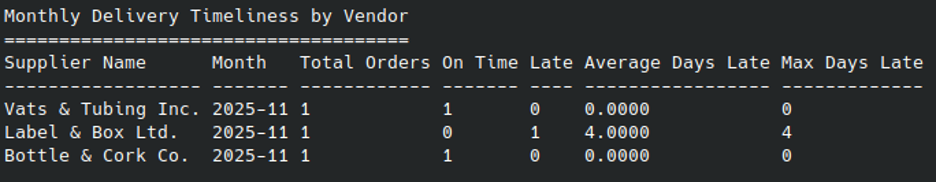 Monthly Delivery Timeliness by Vendor
=====================================
Supplier Name      Month   Total Orders On Time Late Average Days Late Max Days Late
------------------ ------- ------------ ------- ---- ----------------- -------------
Vats & Tubing Inc. 2025-11 1            1       0    0.0000            0
Label & Box Ltd.   2025-11 1            0       1    4.0000            4
Bottle & Cork Co.  2025-11 1            1       0    0.0000            0